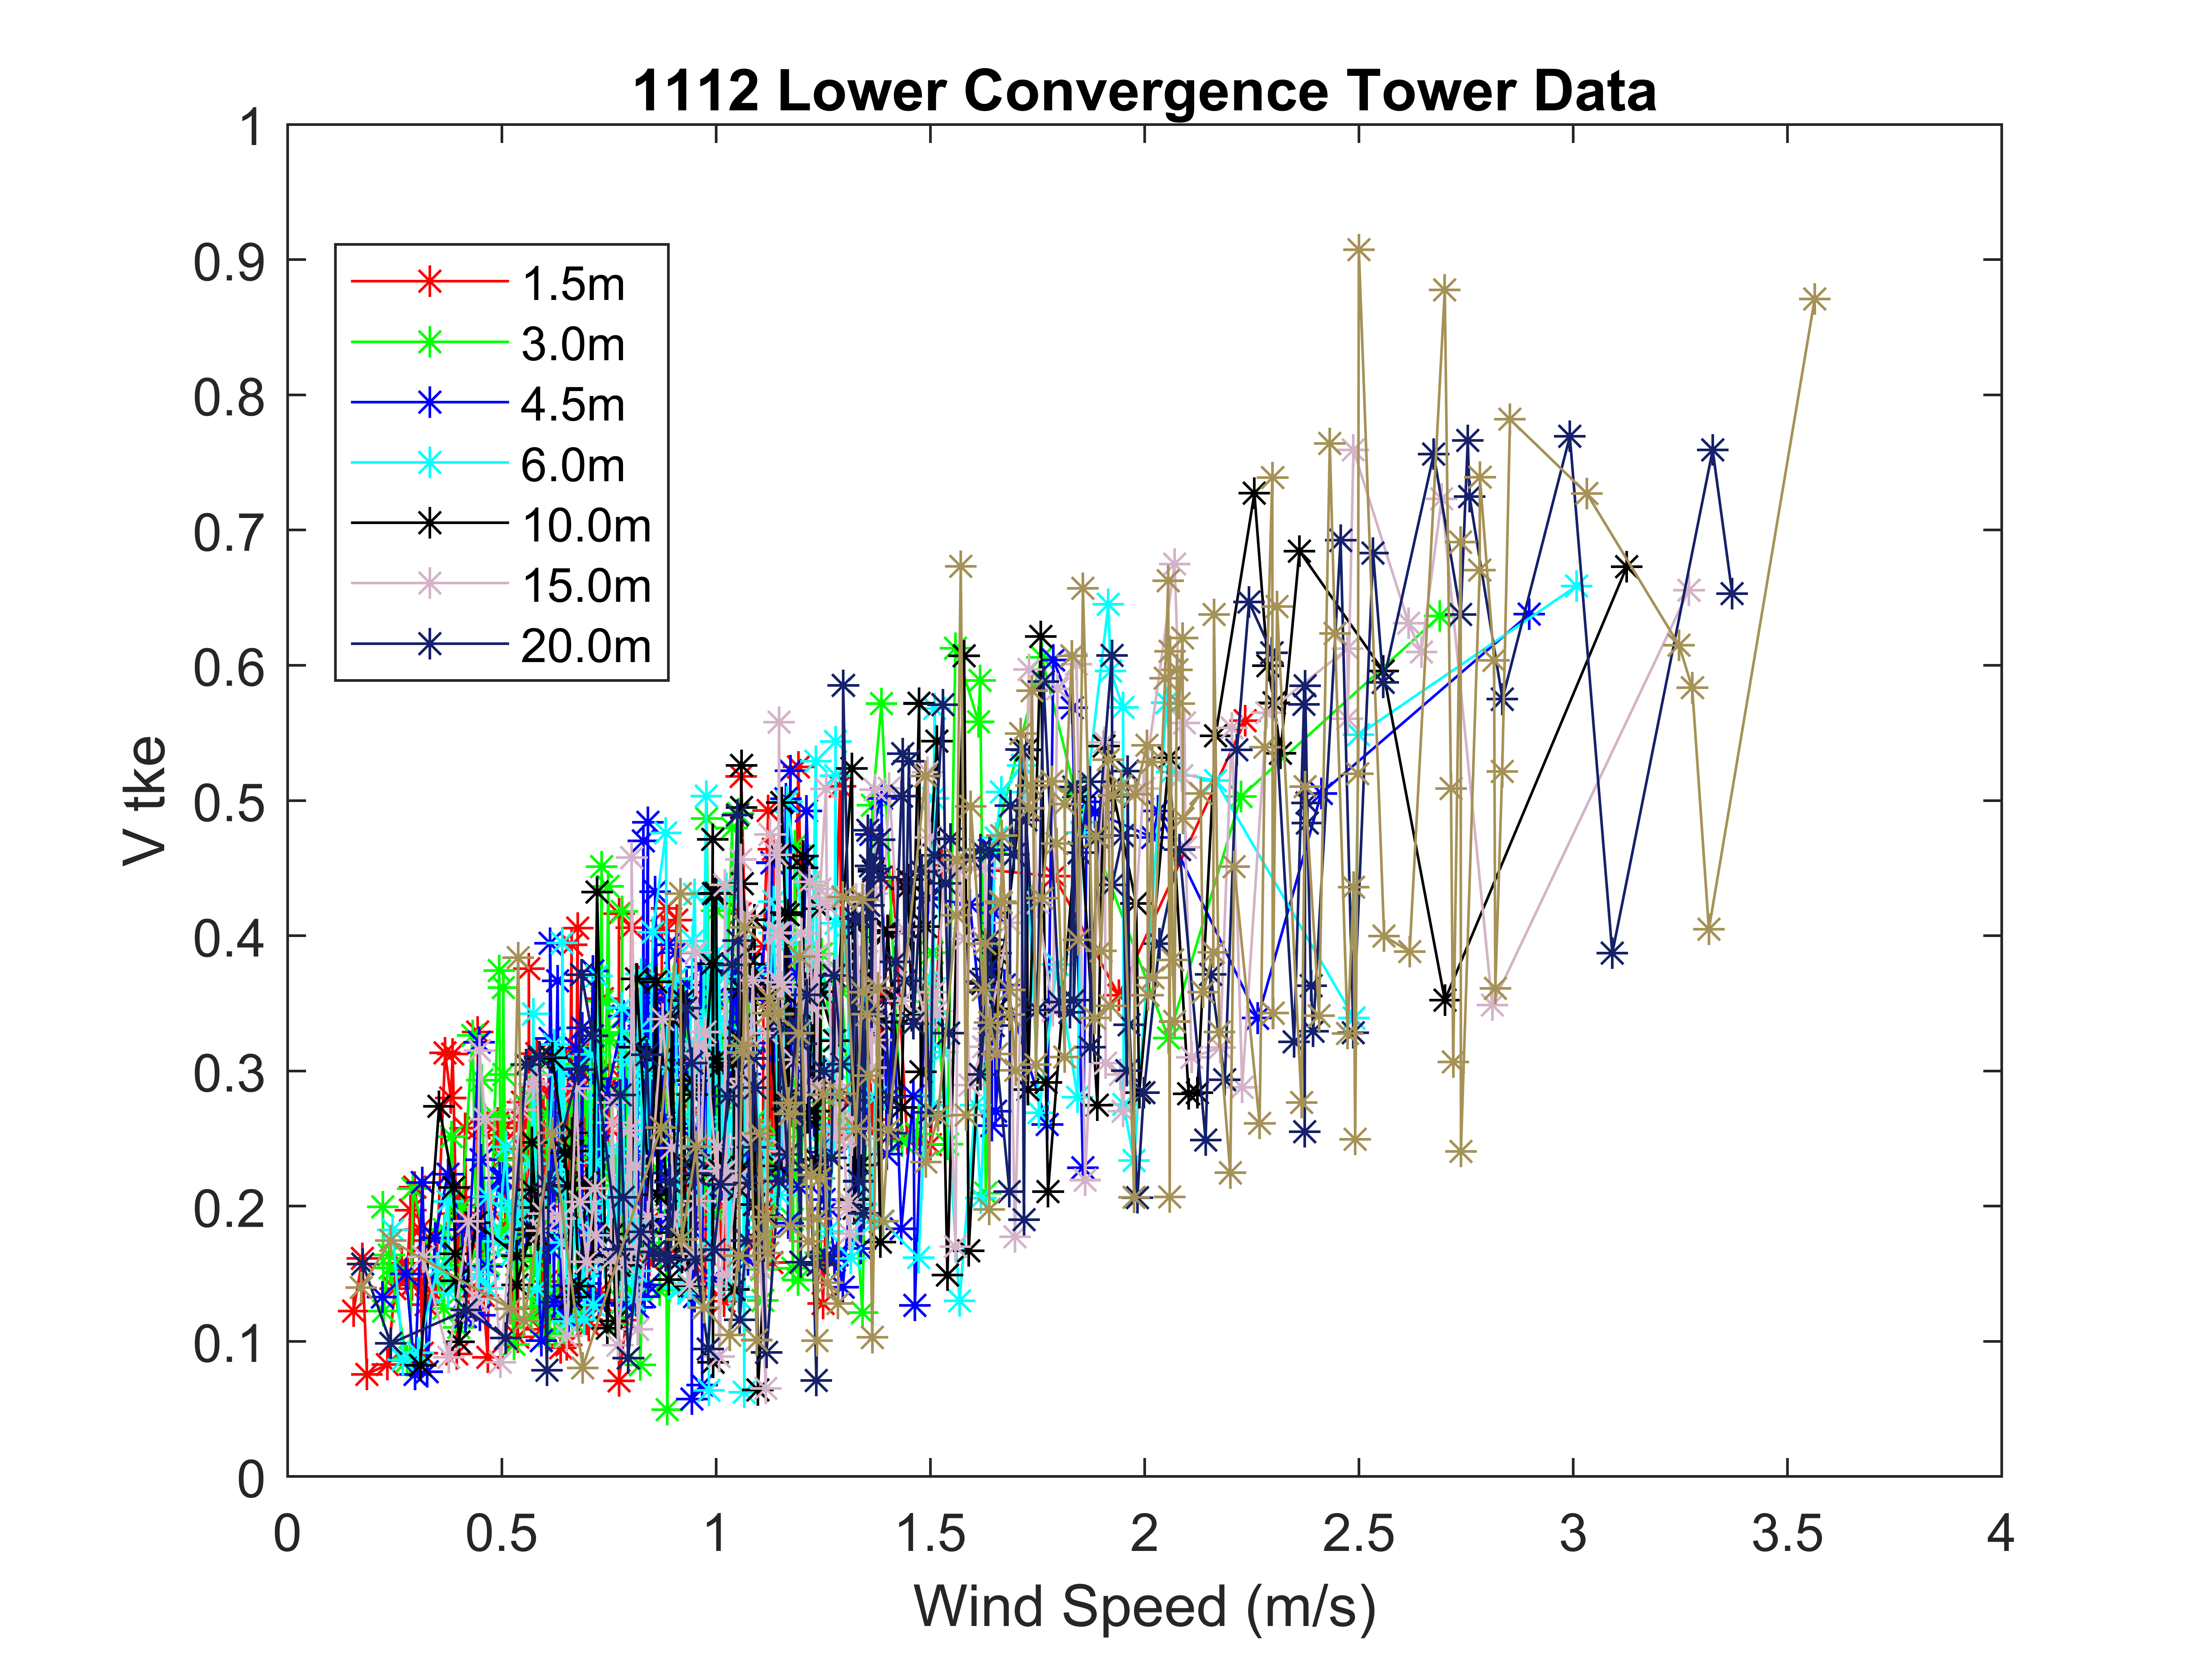 1112 Lower Convergence Tower Data
1
0.9
0.8
0.7
0.6
0.5
0.4
0.3
0.2
0.1
0
V tke
1.5m
3.0m
4.5m
6.0m
10.0m
15.0m
20.0m
0 0.5 1 1.5 2 2.5 3 3.5 4
Wind Speed (m/s)